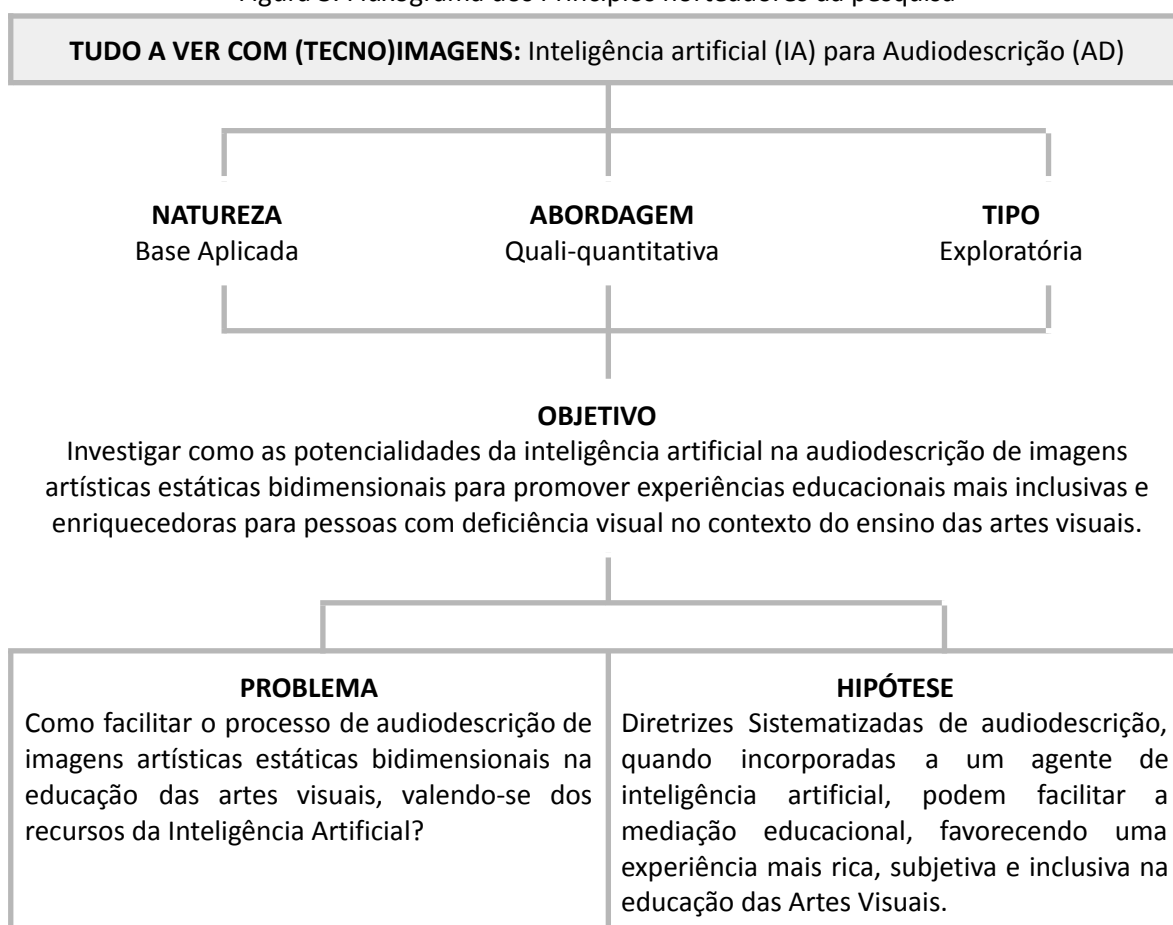 TUDO A VER COM (TECNO)IMAGENS: Inteligência artificial (IA) para Audiodescrição (AD)
NATUREZA
Base Aplicada
ABORDAGEM
Quali-quantitativa
TIPO
Exploratória
OBJETIVO
Investigar como as potencialidades da inteligência artificial na audiodescrição de imagens
artísticas estáticas bidimensionais para promover experiências educacionais mais inclusivas e
enriquecedoras para pessoas com deficiência visual no contexto do ensino das artes visuais.
PROBLEMA
Como facilitar o processo de audiodescrição de
imagens artísticas estáticas bidimensionais na
educação das artes visuais, valendo-se dos
recursos da Inteligência Artificial?
HIPÓTESE
Diretrizes Sistematizadas de audiodescrição,
quando incorporadas a um agente de
inteligência artificial, podem facilitar a
mediação educacional, favorecendo uma
experiência mais rica, subjetiva e inclusiva na
educação das Artes Visuais.